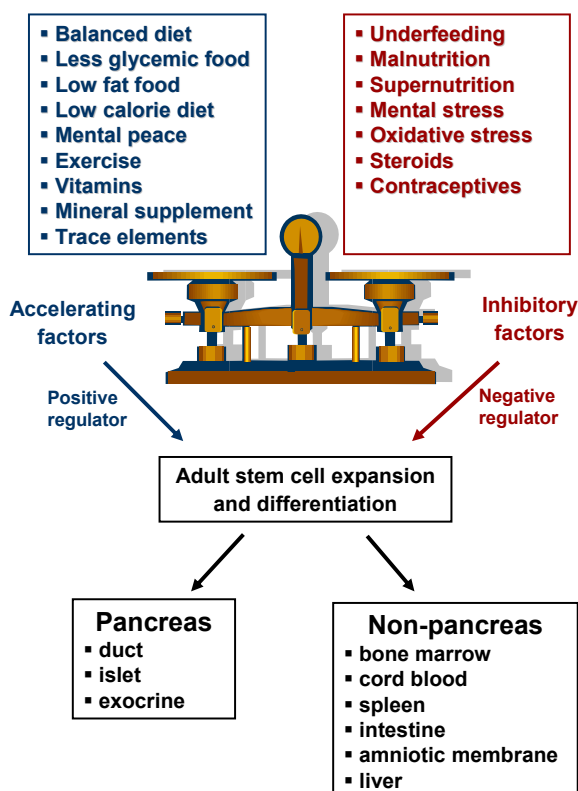 ▪ Balanced diet
▪ Less glycemic food
▪ Low fat food
▪ Low calorie diet
▪ Mental peace
▪ Exercise
▪ Vitamins
▪ Mineral supplement
▪ Trace elements
▪ Underfeeding
▪ Malnutrition
▪ Supernutrition
▪ Mental stress
▪ Oxidative stress
▪ Steroids
▪ Contraceptives
Accelerating
factors
Inhibitory
factors
Positive
regulator
Negative
regulator
Adult stem cell expansion
and differentiation
Pancreas
▪ duct
▪ islet
▪ exocrine
Non-pancreas
▪ bone marrow
▪ cord blood
▪ spleen
▪ intestine
▪ amniotic membrane
▪ liver